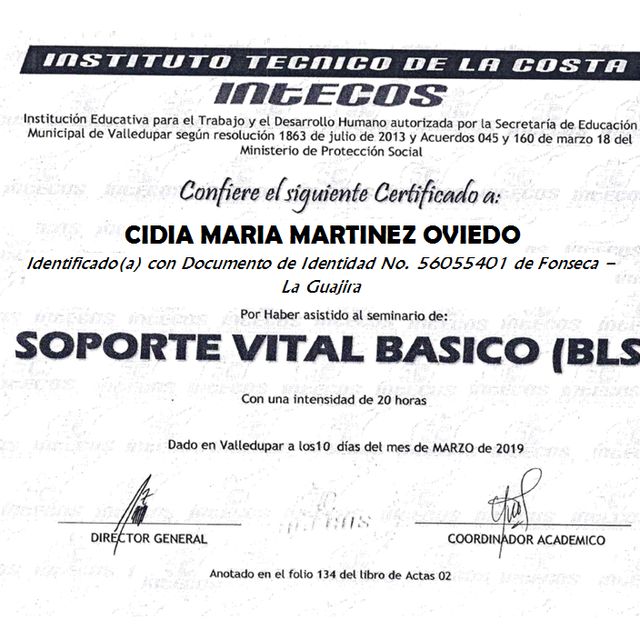 INSTITUTO TECNICO DE LA COSTA
INTECOS
Institución Educativa para el Trabajo y el Desarrollo Humano autorizada por la Secretaría de Educación
Municipal de Valledupar según resolución 1863 de julio de 2013 y Acuerdos 045 y 160 de marzo 18 del
Ministerio de Protección Social
Confiere el siguiente Certificado a:
CIDIA MARIA MARTINEZ OVIEDO
Identificado(a) con Documento de Identidad No. 56055401 de Fonseca –
La Guajira
Por Haber asistido al seminario de:
SOPORTE VITAL BASICO (BLS
Con una intensidad de 20 horas
Dado en Valledupar a los10 días del mes de MARZO de 2019
DIRECTOR GENERAL
COORDINADOR ACADEMICO
Anotado en el folio 134 del libro de Actas 02